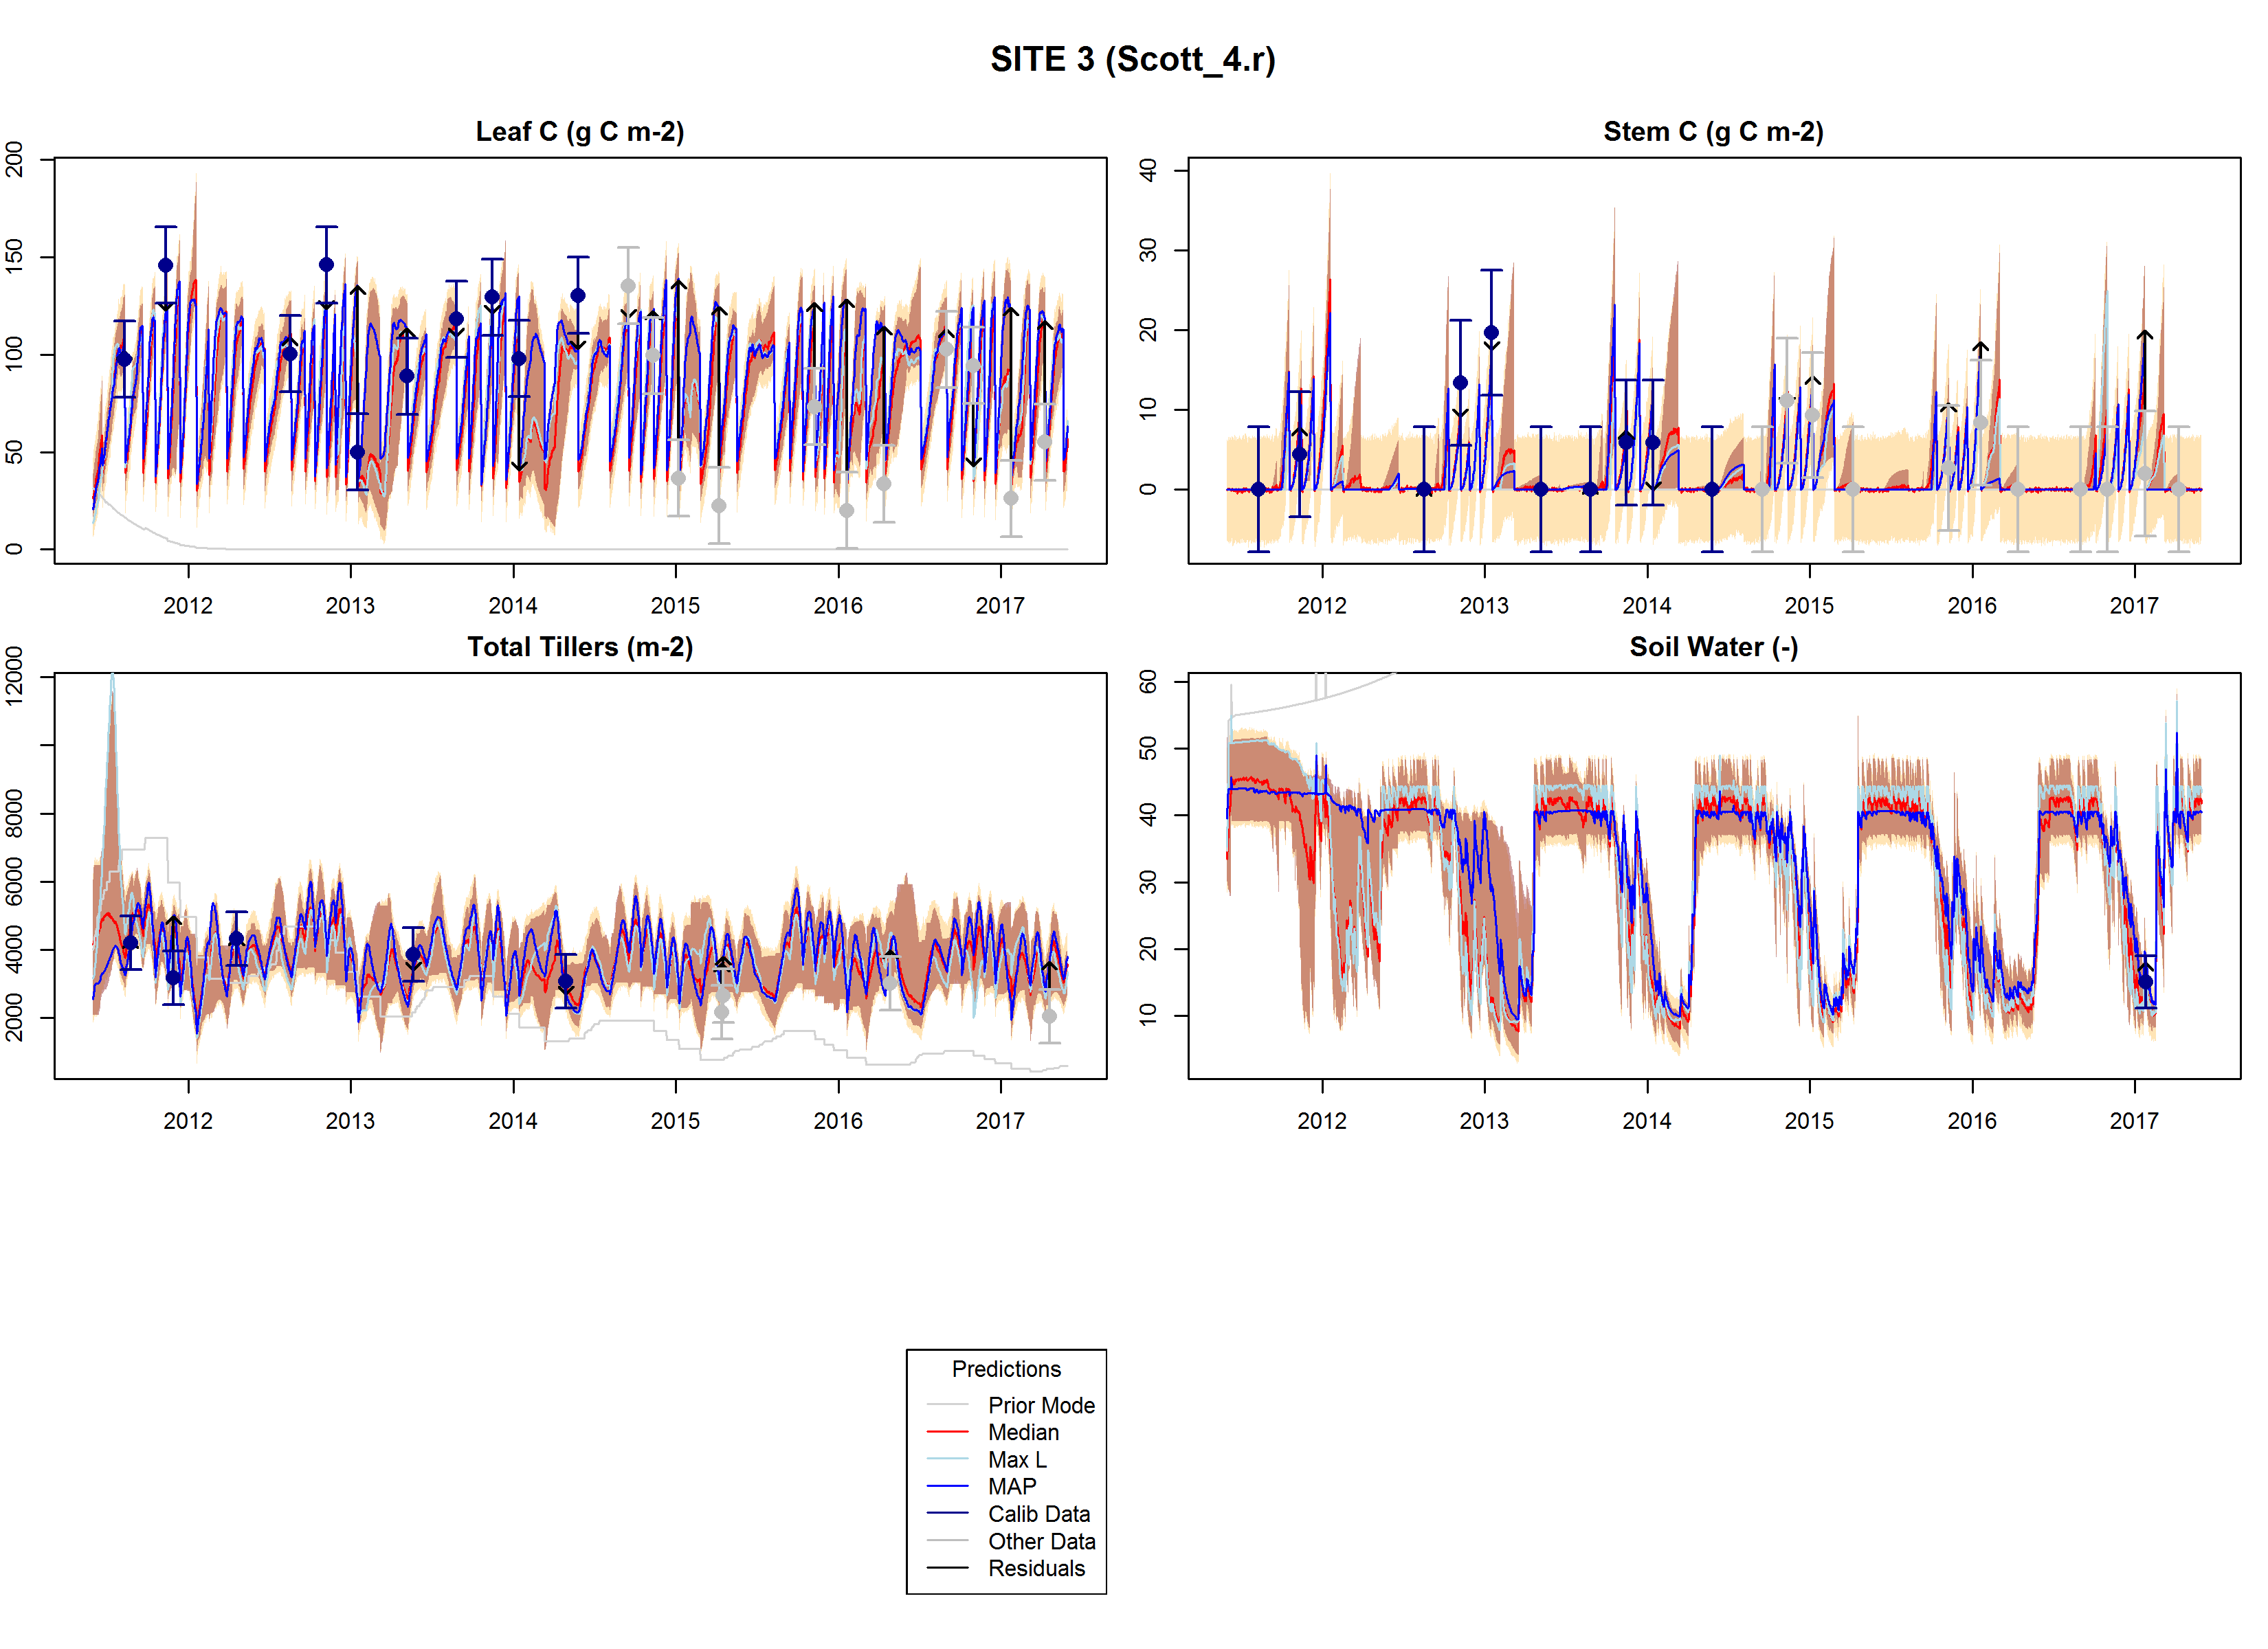 SITE 3 (Scott_4.r)
Leaf C (g C m-2)
0 50 100 150 200
2012 2013 2014 2015 2016 2017
Stem C (g C m-2)
0 10 20 30 40
2012 2013 2014 2015 2016 2017
Total Tillers (m-2)
2000 4000 6000 8000 12000
2012 2013 2014 2015 2016 2017
Soil Water (-)
10 20 30 40 50 60
2012 2013 2014 2015 2016 2017
Predictions
Prior Mode
Median
Max L
MAP
Calib Data
Other Data
Residuals